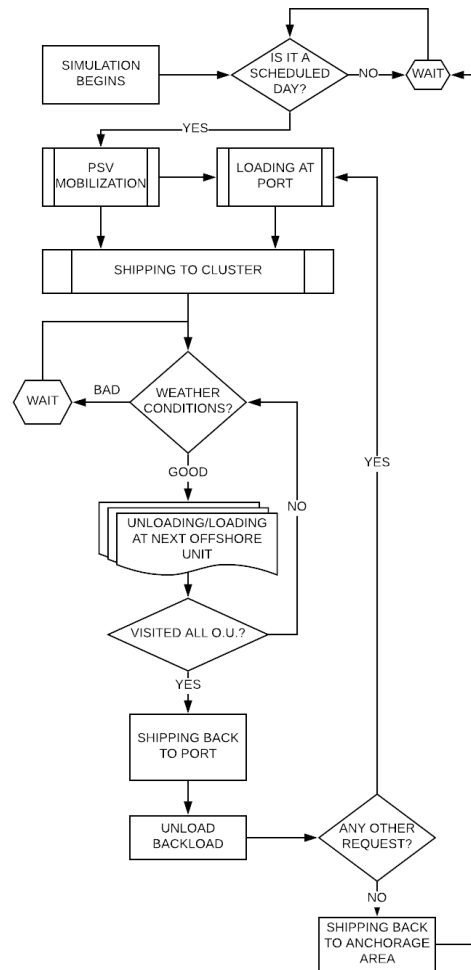 IS IT A
SCHEDULED
DAY?
SIMULATION
BEGINS
NO
WAIT
YES
PSV
MOBILIZATION
LOADING AT
PORT
SHIPPING TO CLUSTER
WAIT
BAD
WEATHER
CONDITIONS?
YES
GOOD
NO
UNLOADING/LOADING
AT NEXT OFFSHORE
UNIT
VISITED ALL O.U.?
YES
SHIPPING BACK
TO PORT
UNLOAD
BACKLOAD
ANY OTHER
REQUEST?
NO
SHIPPING BACK
TO ANCHORAGE
AREA